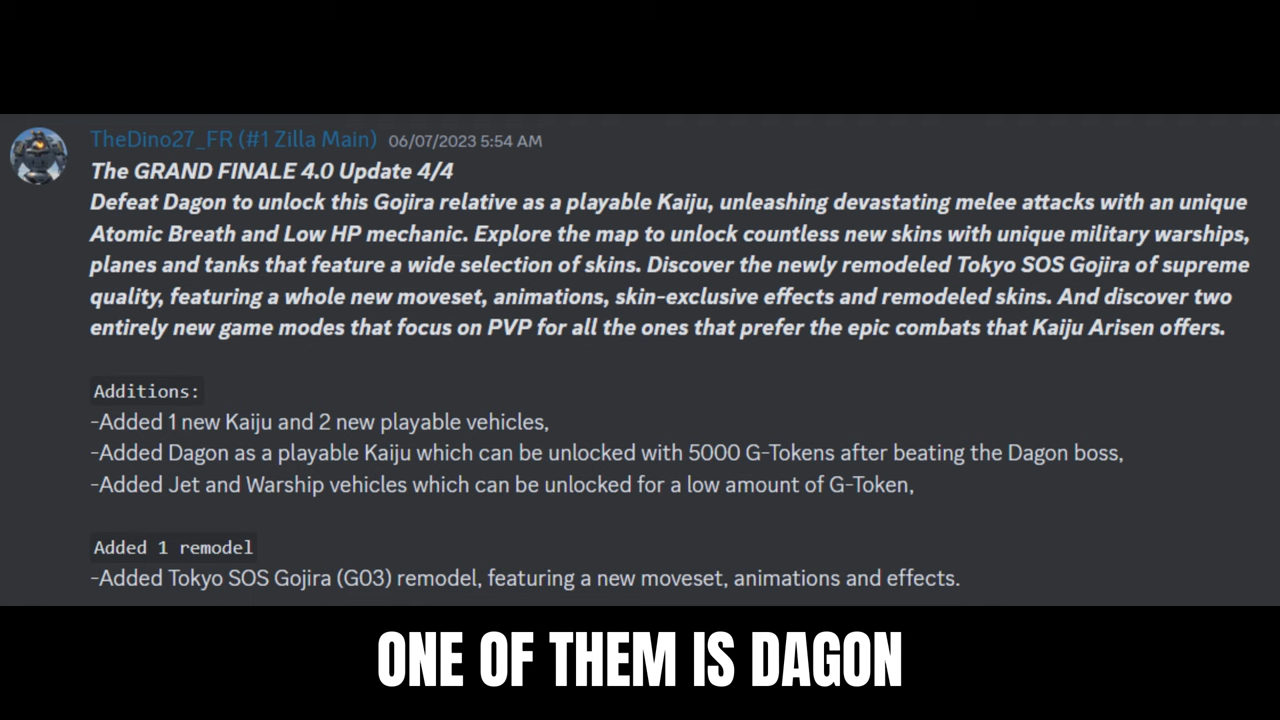 TheDino27_FR (#1 Zilla Main) 06/07/2023 5:54 AM
The GRAND FINALE 4.0 Update 4/4
Defeat Dagon to unlock this Gojira relative as a playable Kaiju, unleashing devastating melee attacks with an unique
Atomic Breath and Low HP mechanic. Explore the map to unlock countless new skins with unique military warships,
planes and tanks that feature a wide selection of skins. Discover the newly remodeled Tokyo SOS Gojira of supreme
quality, featuring a whole new moveset, animations, skin-exclusive effects and remodeled skins. And discover two
entirely new game modes that focus on PVP for all the ones that prefer the epic combats that Kaiju Arisen offers.
Additions:
-Added 1 new Kaiju and 2 new playable vehicles,
-Added Dagon as a playable Kaiju which can be unlocked with 5000 G-Tokens after beating the Dagon boss,
-Added Jet and Warship vehicles which can be unlocked for a low amount of G-Token,
Added 1 remodel
-Added Tokyo SOS Gojira (G03) remodel, featuring a new moveset, animations and effects.
ONE OF THEM IS DAGON